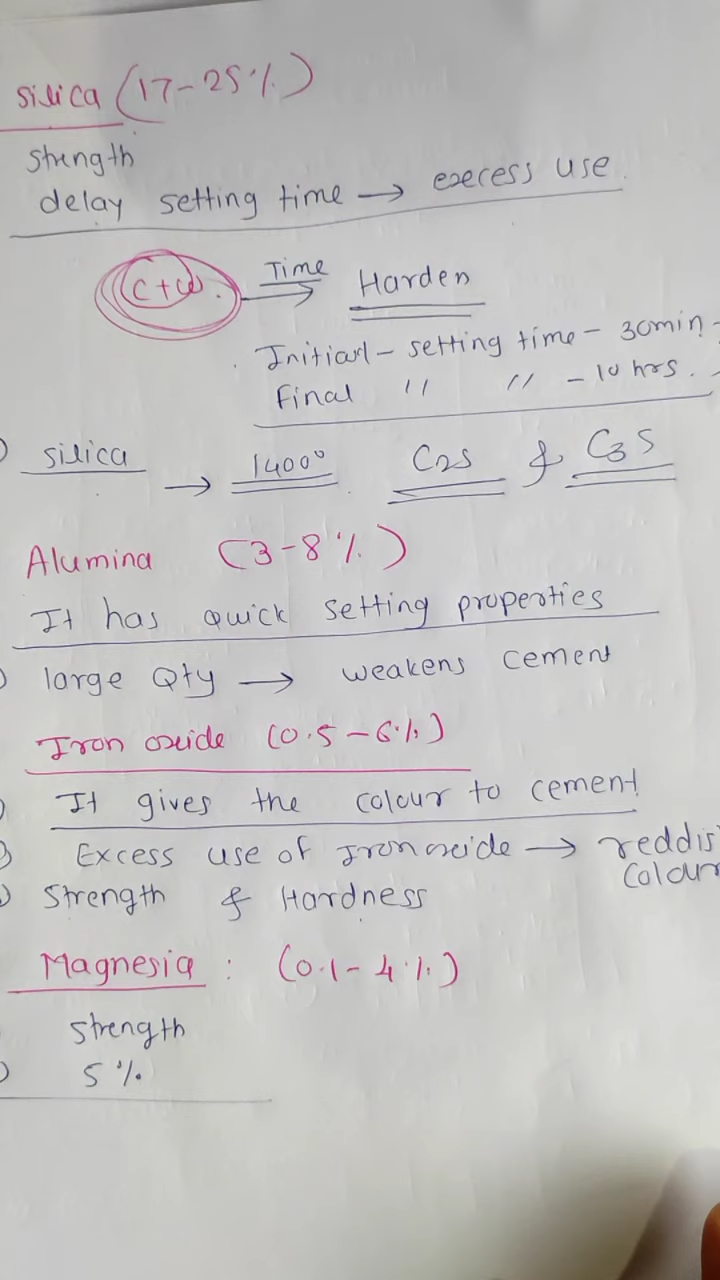 silica (17-25%)
strength
delay setting time → execess use.
C+W. Time → Harden
Initial - setting time - 30min -
Final " " - 10 hrs.
silica → 1400° C2S & C3S
Alumina (3-8%)
It has quick setting properties
large Qty → weakens cement
Iron oxide (0.5-6%)
It gives the colour to cement
Excess use of Iron oxide → reddis
Colour
Strength & Hardness
Magnesia : (0.1-4%)
strength
5%